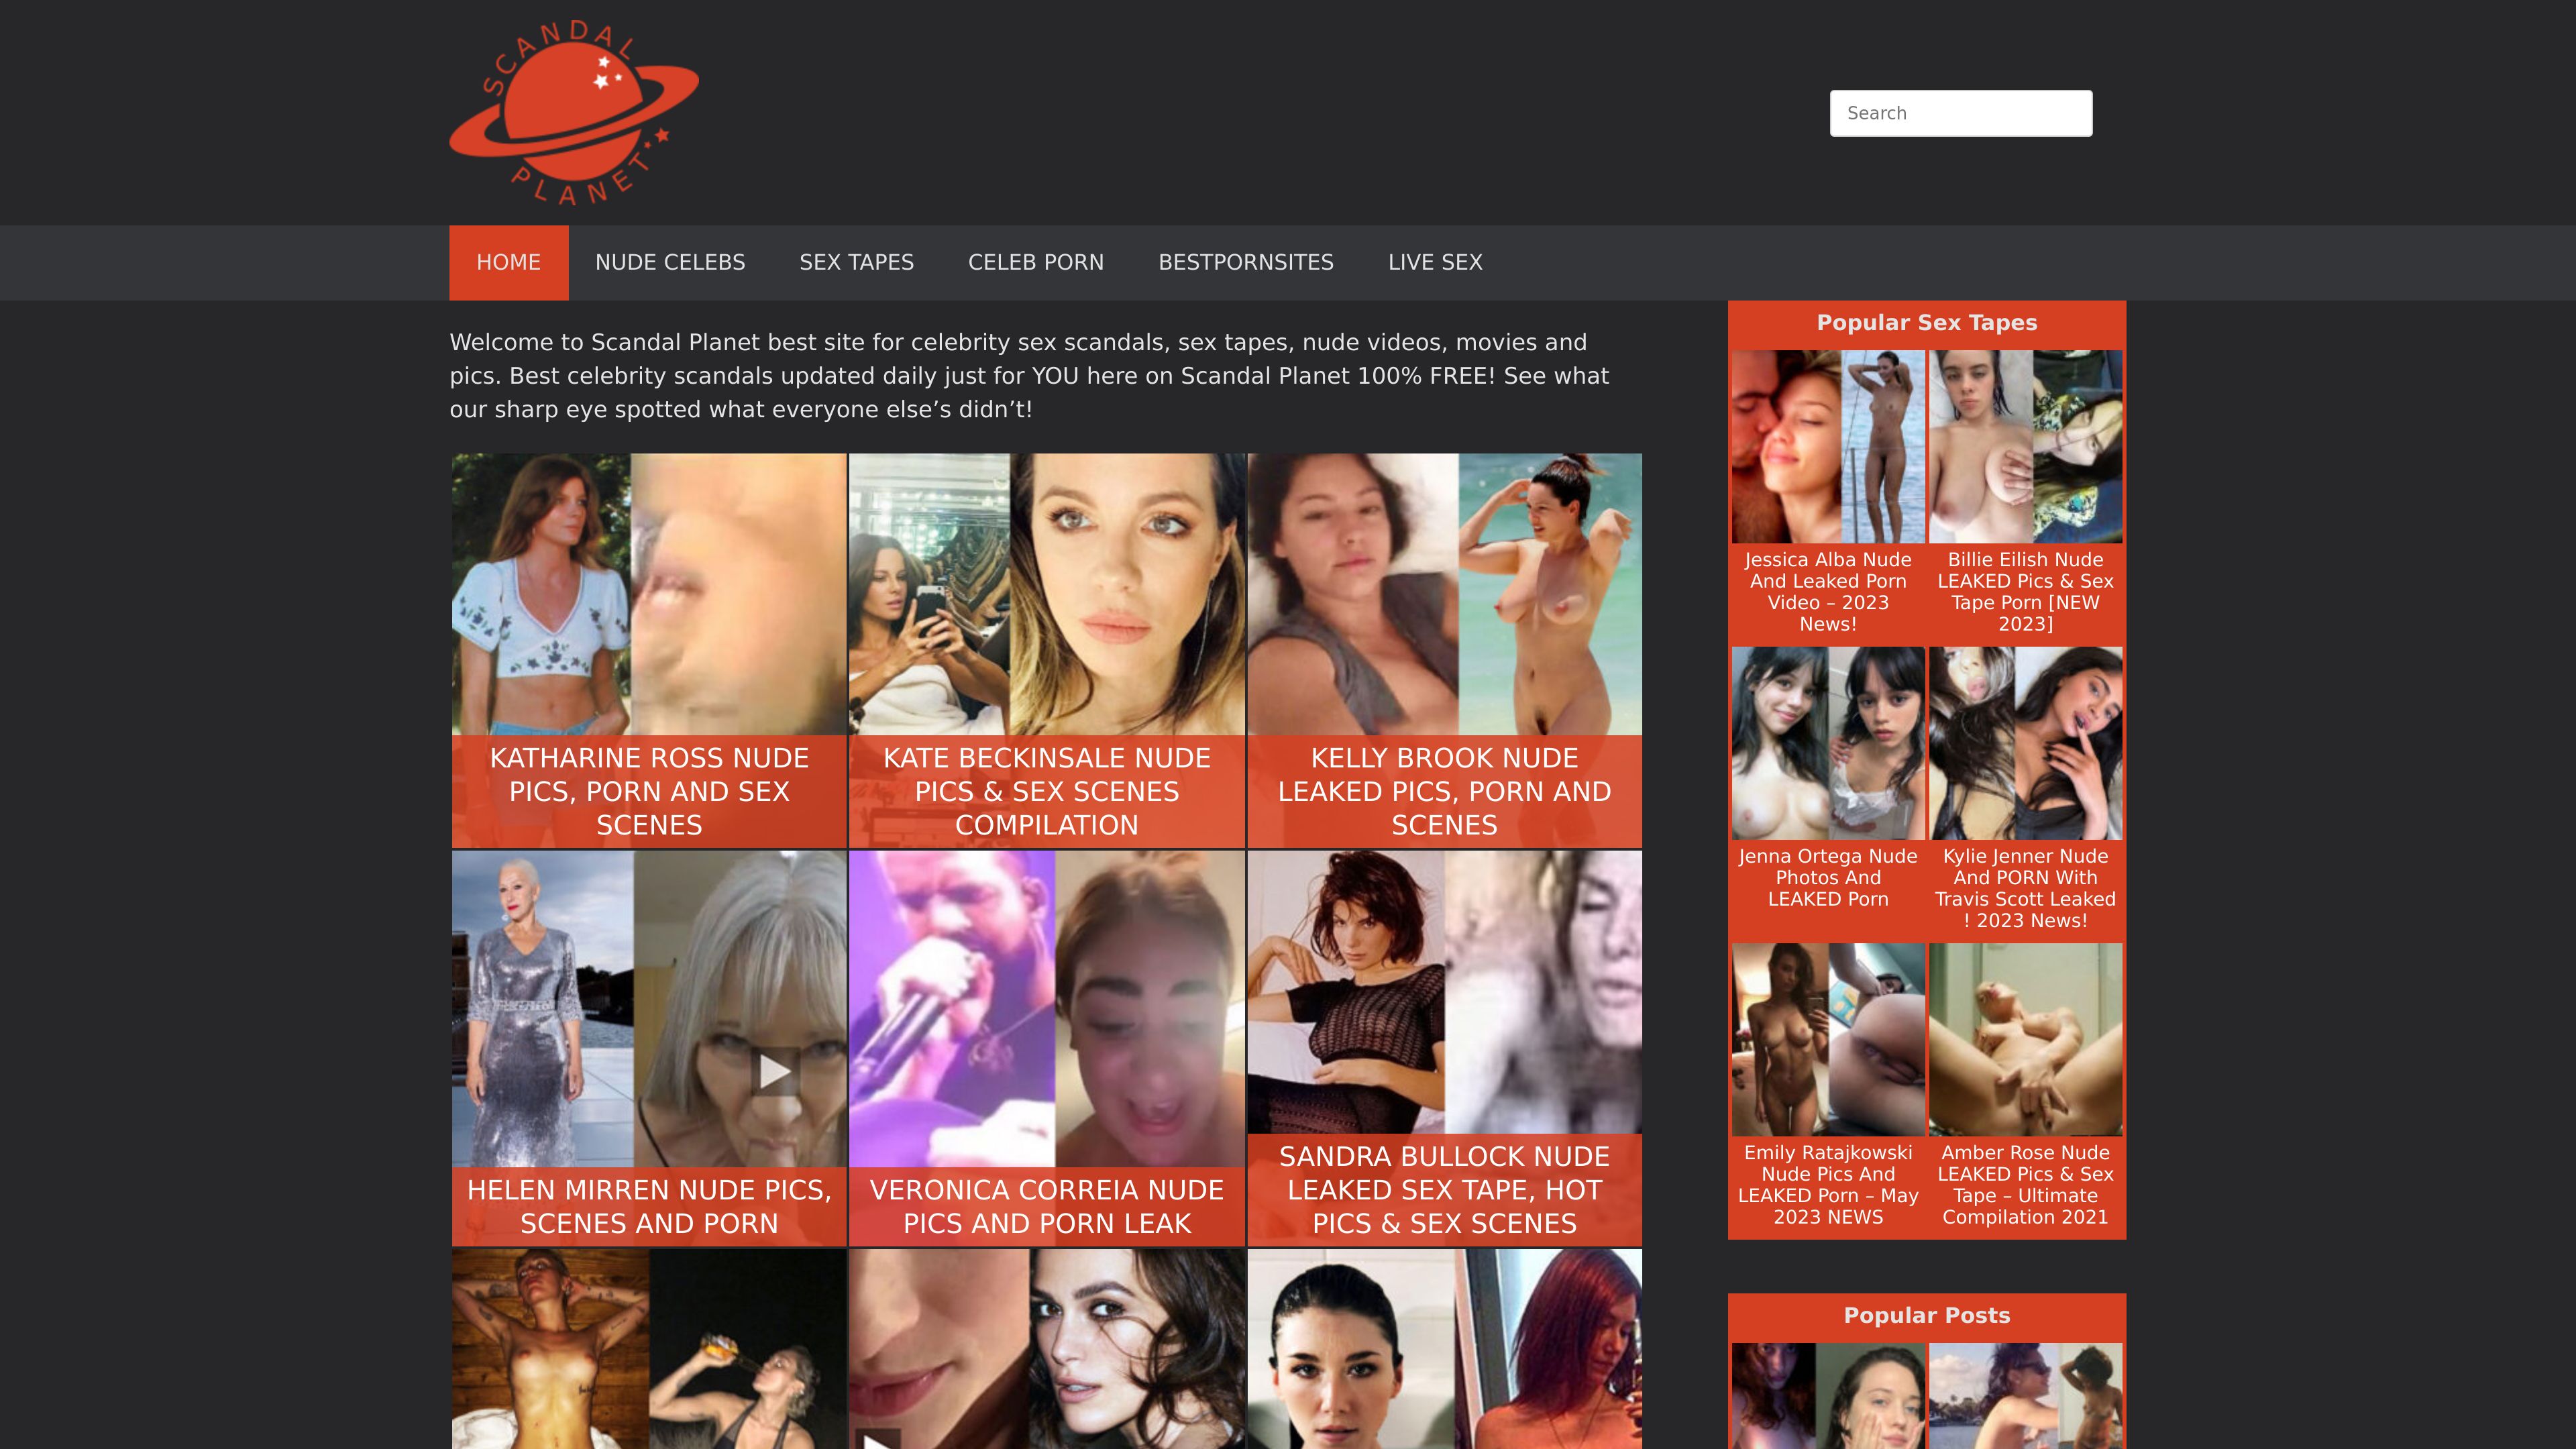 SCANDAL
PLANET
Search
HOME
NUDE CELEBS
SEX TAPES
CELEB PORN
BESTPORNSITES
LIVE SEX
Welcome to Scandal Planet best site for celebrity sex scandals, sex tapes, nude videos, movies and
pics. Best celebrity scandals updated daily just for YOU here on Scandal Planet 100% FREE! See what
our sharp eye spotted what everyone else’s didn’t!
KATHARINE ROSS NUDE
PICS, PORN AND SEX
SCENES
KATE BECKINSALE NUDE
PICS & SEX SCENES
COMPILATION
KELLY BROOK NUDE
LEAKED PICS, PORN AND
SCENES
HELEN MIRREN NUDE PICS,
SCENES AND PORN
VERONICA CORREIA NUDE
PICS AND PORN LEAK
SANDRA BULLOCK NUDE
LEAKED SEX TAPE, HOT
PICS & SEX SCENES
Popular Sex Tapes
Jessica Alba Nude
And Leaked Porn
Video – 2023
News!
Billie Eilish Nude
LEAKED Pics & Sex
Tape Porn [NEW
2023]
Jenna Ortega Nude
Photos And
LEAKED Porn
Kylie Jenner Nude
And PORN With
Travis Scott Leaked
! 2023 News!
Emily Ratajkowski
Nude Pics And
LEAKED Porn – May
2023 NEWS
Amber Rose Nude
LEAKED Pics & Sex
Tape – Ultimate
Compilation 2021
Popular Posts